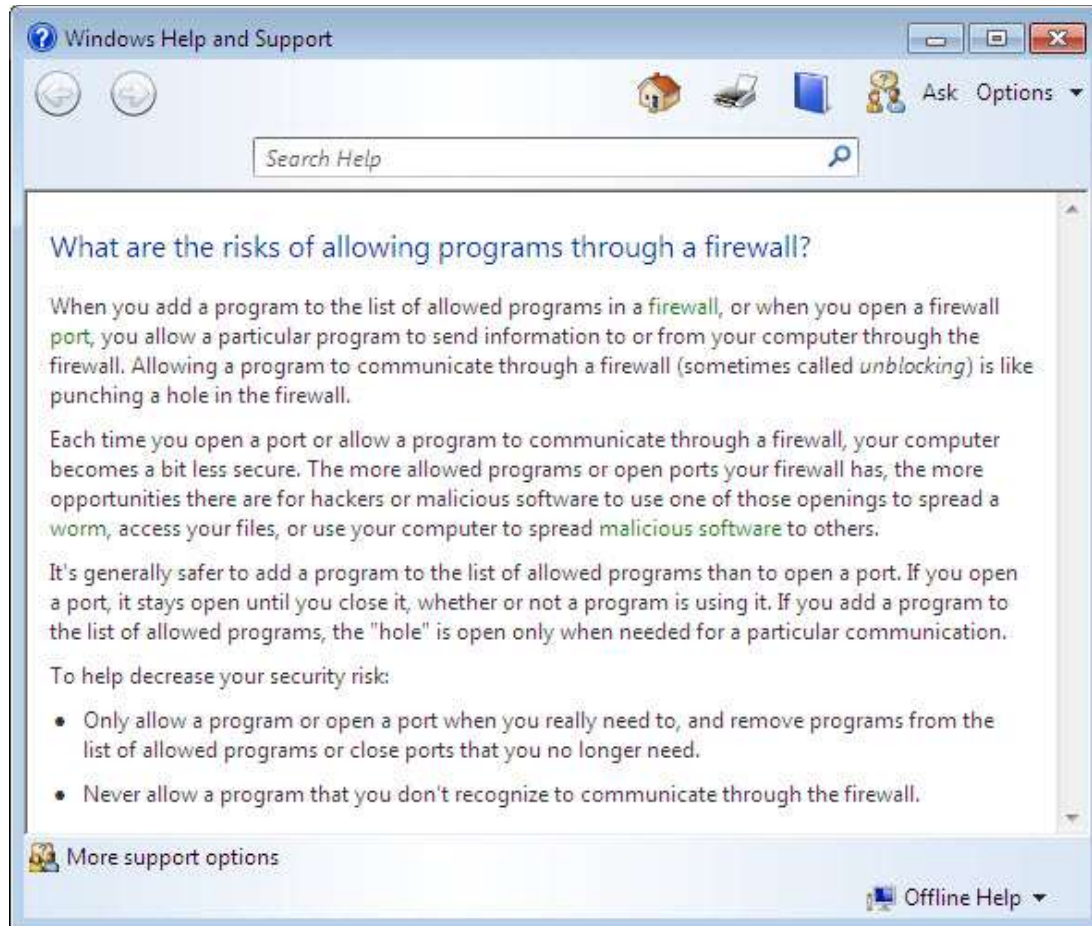 Windows Help and Support
Ask Options
Search Help
What are the risks of allowing programs through a firewall?
When you add a program to the list of allowed programs in a firewall, or when you open a firewall
port, you allow a particular program to send information to or from your computer through the
firewall. Allowing a program to communicate through a firewall (sometimes called unblocking) is like
punching a hole in the firewall.
Each time you open a port or allow a program to communicate through a firewall, your computer
becomes a bit less secure. The more allowed programs or open ports your firewall has, the more
opportunities there are for hackers or malicious software to use one of those openings to spread a
worm, access your files, or use your computer to spread malicious software to others.
It's generally safer to add a program to the list of allowed programs than to open a port. If you open
a port, it stays open until you close it, whether or not a program is using it. If you add a program to
the list of allowed programs, the "hole" is open only when needed for a particular communication.
To help decrease your security risk:
• Only allow a program or open a port when you really need to, and remove programs from the
list of allowed programs or close ports that you no longer need.
• Never allow a program that you don't recognize to communicate through the firewall.
More support options
Offline Help